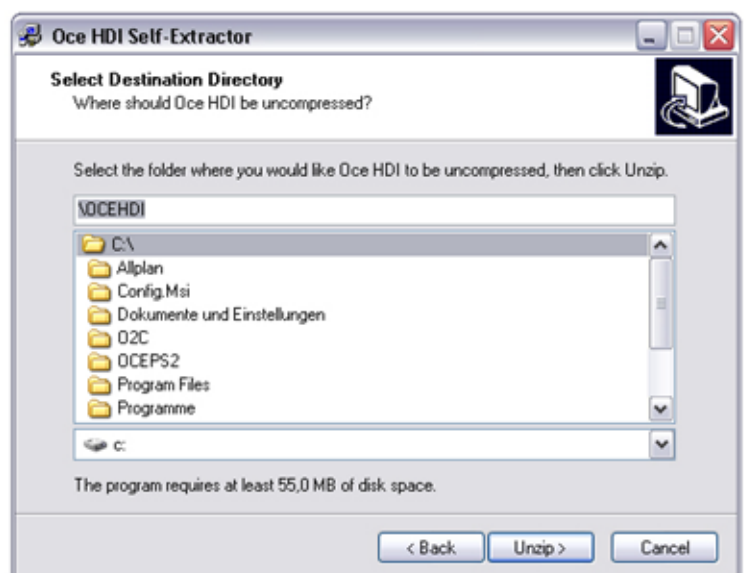 Oce HDI Self-Extractor
Select Destination Directory
Where should Oce HDI be uncompressed?
Select the folder where you would like Oce HDI to be uncompressed, then click Unzip.
\OCEHDI
C:\
Allplan
Config.Msi
Dokumente und Einstellungen
O2C
OCEPS2
Program Files
Programme
c:
The program requires at least 55,0 MB of disk space.
< Back Unzip > Cancel